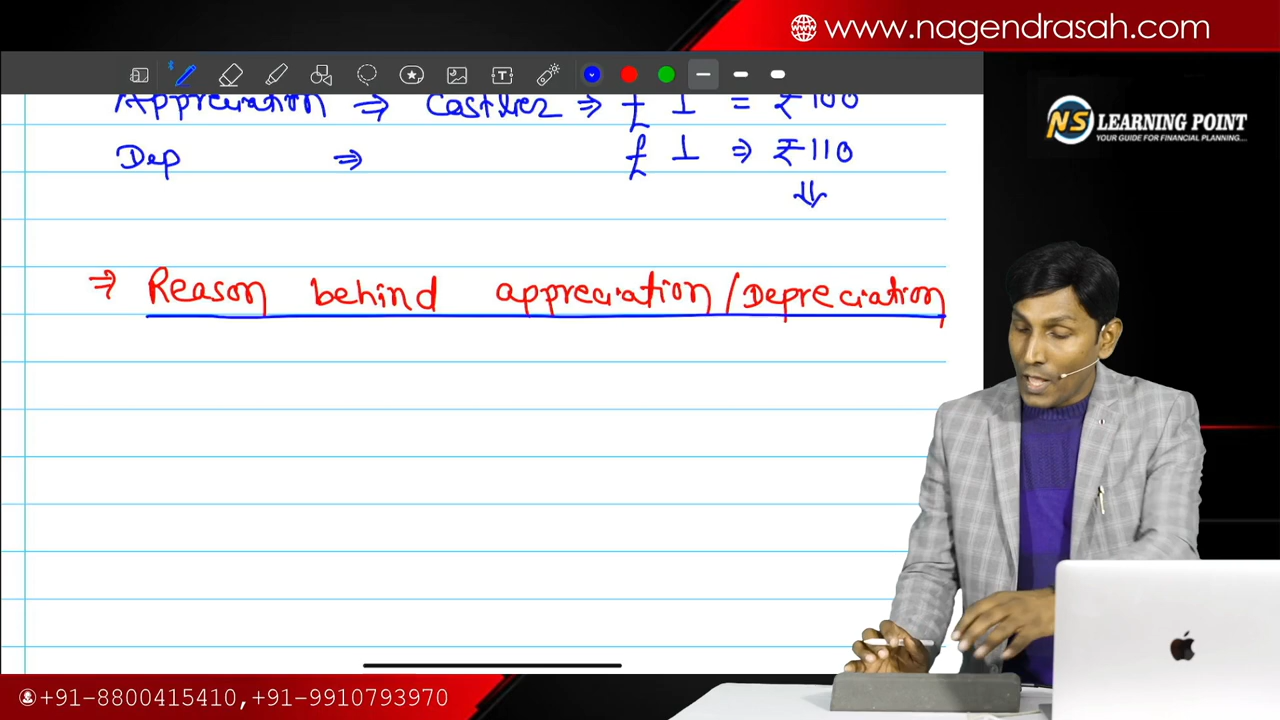 www.nagendrasah.com
Appreciation ⇒ Costlier ⇒ £ 1 = ₹100
Dep ⇒ £ 1 ⇒ ₹110
⇓
⇒ Reason behind appreciation/Depreciation
NS LEARNING POINT
YOUR GUIDE FOR FINANCIAL PLANNING....
+91-8800415410,+91-9910793970